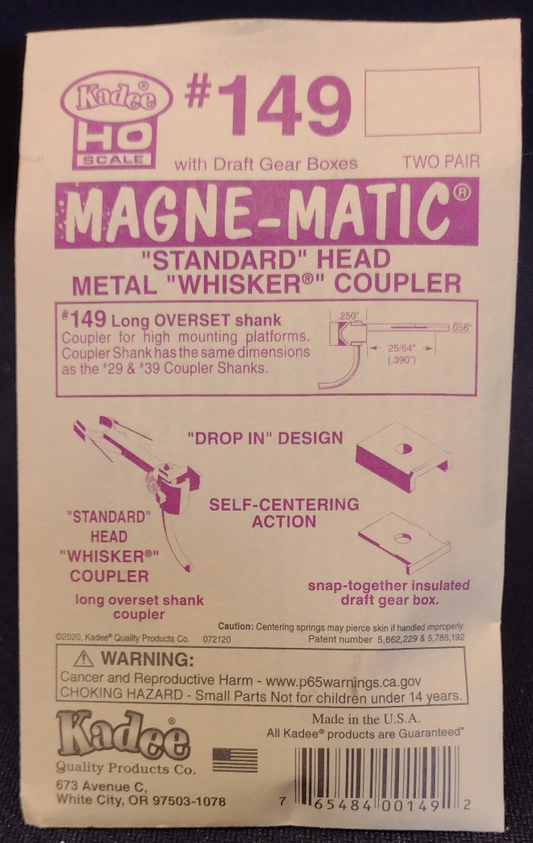 Kadee®
HO
SCALE
#149
with Draft Gear Boxes
TWO PAIR
MAGNE-MATIC®
"STANDARD" HEAD
METAL "WHISKER®" COUPLER
#149 Long OVERSET shank
Coupler for high mounting platforms.
Coupler Shank has the same dimensions
as the #29 & #39 Coupler Shanks.
.250"
.056"
25/64"
(.390")
"DROP IN" DESIGN
SELF-CENTERING
ACTION
"STANDARD"
HEAD
"WHISKER®"
COUPLER
long overset shank
coupler
snap-together insulated
draft gear box.
Caution: Centering springs may pierce skin if handled improperly.
©2020, Kadee® Quality Products Co. 072120
Patent number 5,662,229 & 5,785,192
WARNING:
Cancer and Reproductive Harm - www.p65warnings.ca.gov
CHOKING HAZARD - Small Parts Not for children under 14 years.
Kadee®
Quality Products Co.
673 Avenue C,
White City, OR 97503-1078
Made in the U.S.A.
All Kadee® products are Guaranteed*
7 65484 00149 2